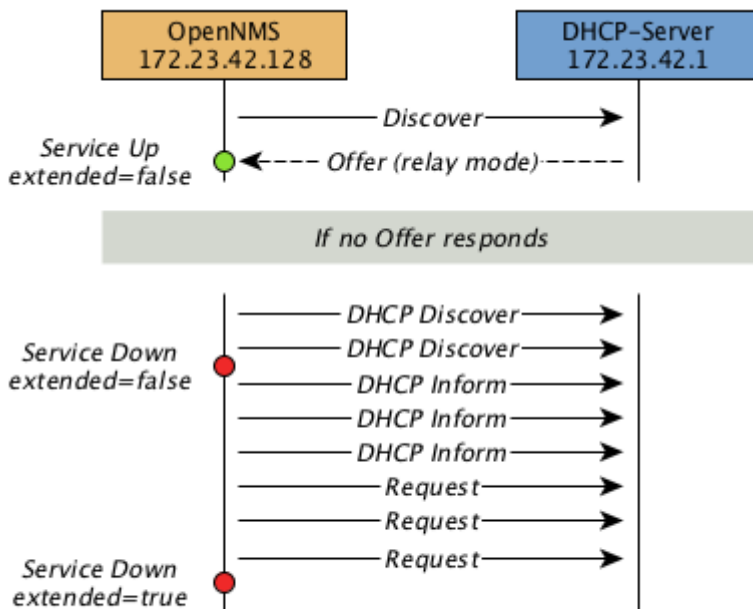 OpenNMS
172.23.42.128
DHCP-Server
172.23.42.1
Discover
Service Up
extended=false
Offer (relay mode)
If no Offer responds
DHCP Discover
DHCP Discover
Service Down
extended=false
DHCP Inform
DHCP Inform
DHCP Inform
Request
Request
Request
Service Down
extended=true